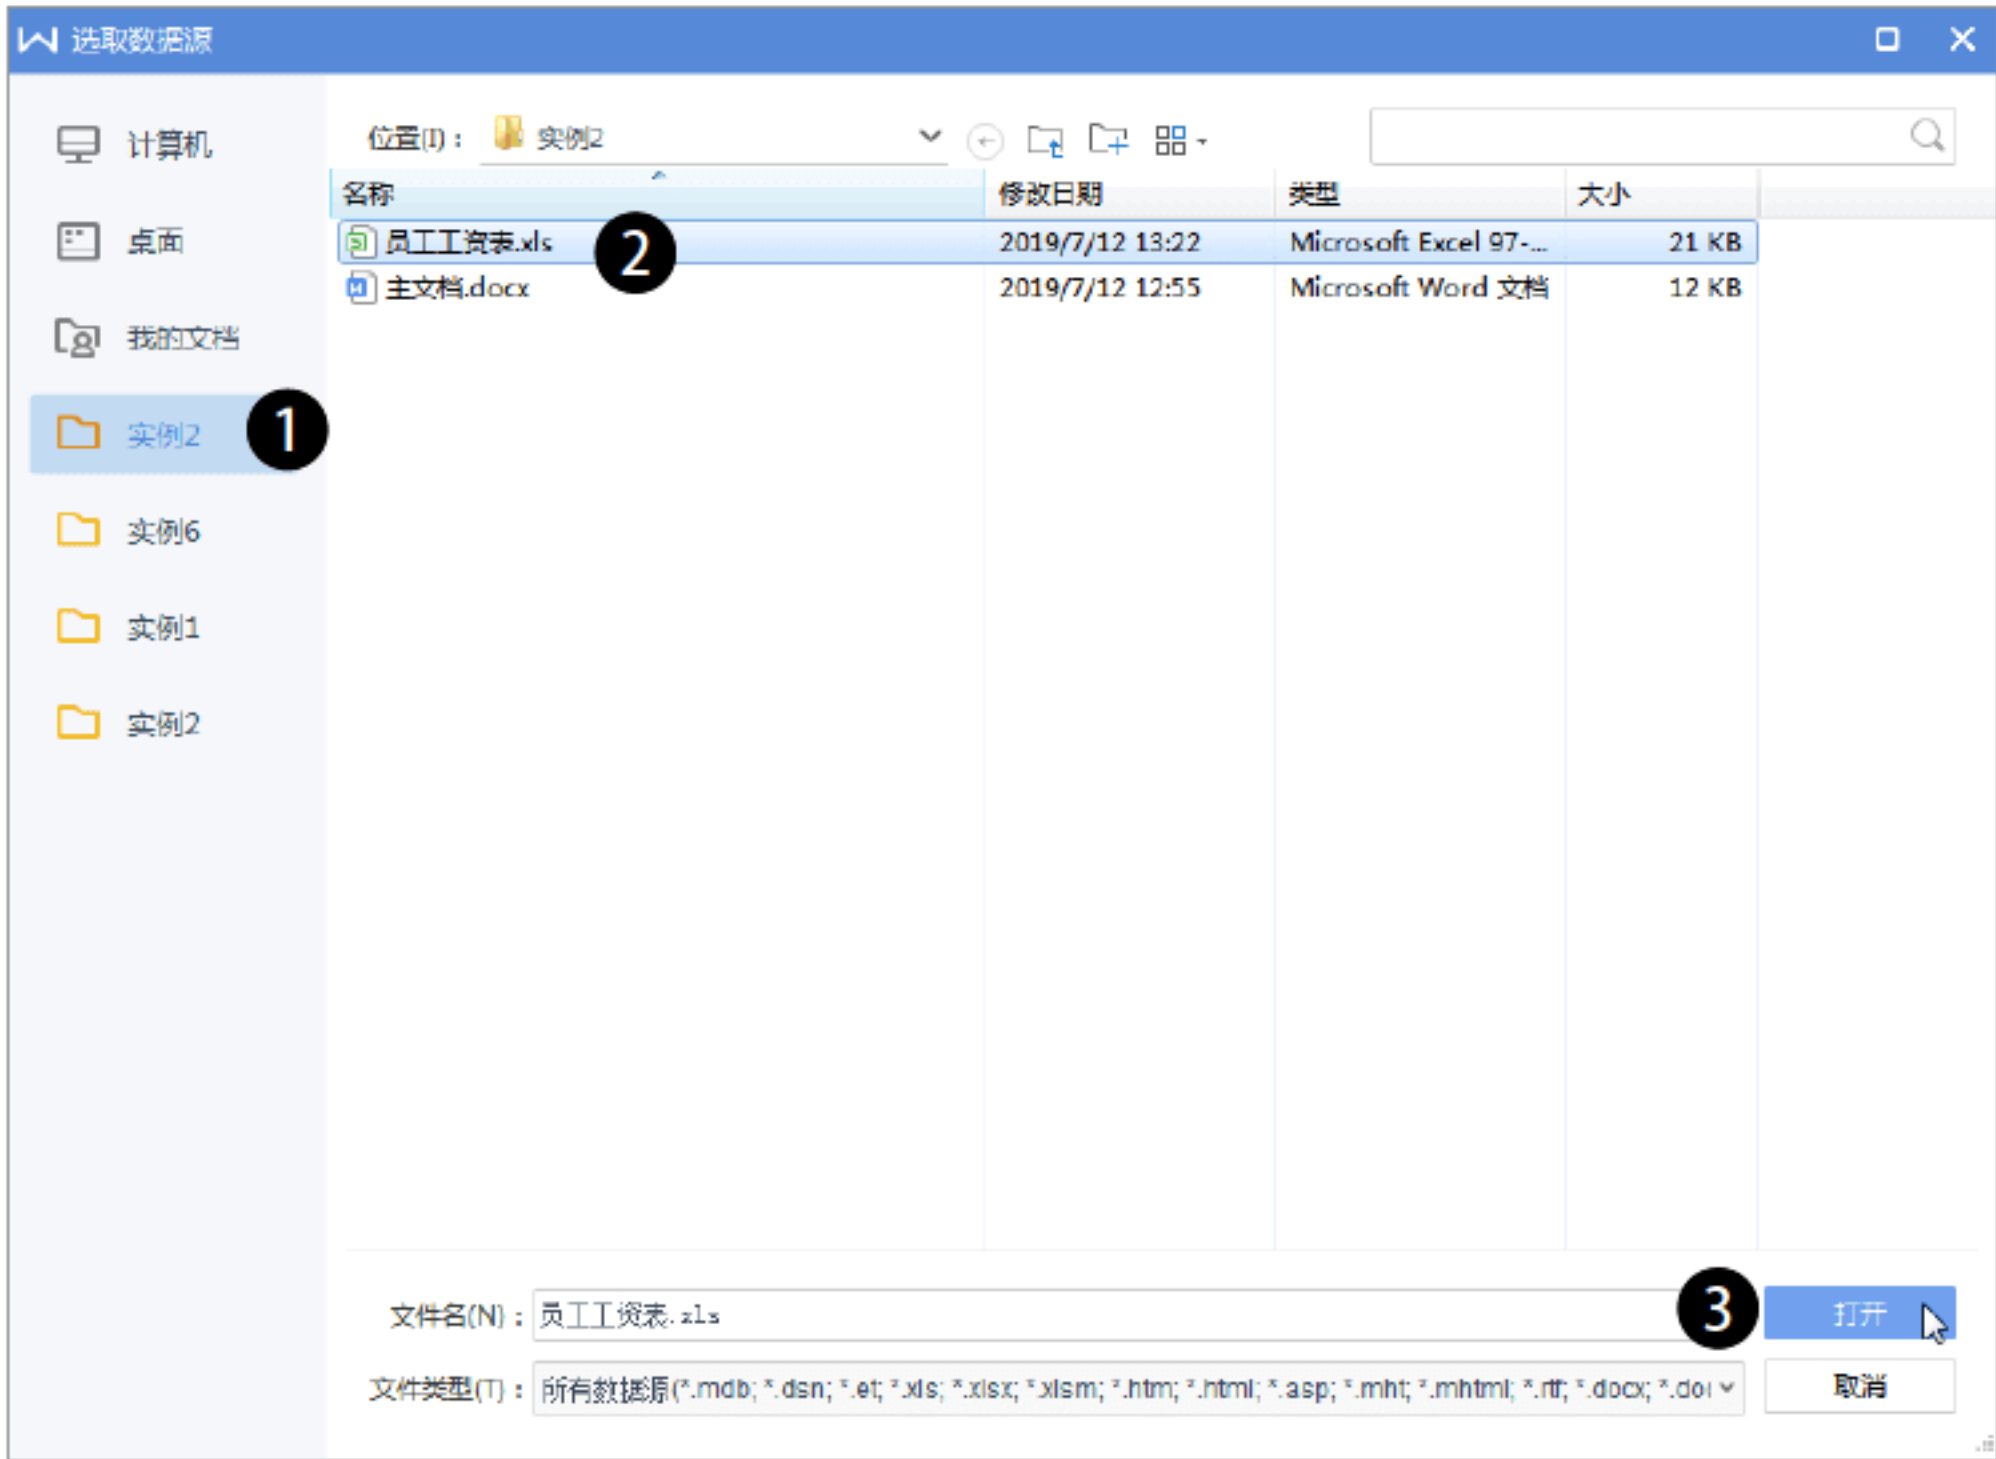 选取数据源
计算机
桌面
我的文档
实例2
1
实例6
实例1
实例2
位置(I)： 实例2
名称 修改日期 类型 大小
员工工资表.xls 2 2019/7/12 13:22 Microsoft Excel 97-... 21 KB
主文档.docx 2019/7/12 12:55 Microsoft Word 文档 12 KB
文件名(N)： 员工工资表.xls 3 打开
文件类型(T)： 所有数据源(*.mdb; *.dsn; *.et; *.xls; *.xlsx; *.xlsm; *.htm; *.html; *.asp; *.mht; *.mhtml; *.rtf; *.docx; *.do 取消